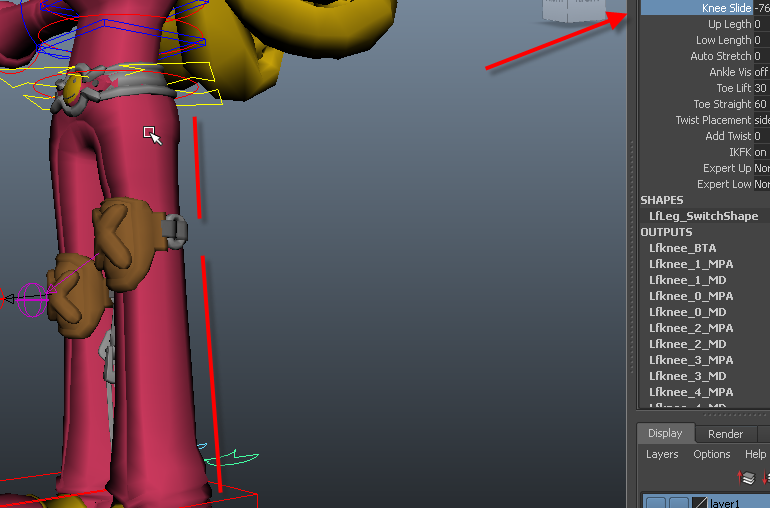 Knee Slide -76
Up Legth 0
Low Length 0
Auto Stretch 0
Ankle Vis off
Toe Lift 30
Toe Straight 60
Twist Placement side
Add Twist 0
IKFK on
Expert Up Nor
Expert Low Nor
SHAPES
LfLeg_SwitchShape
OUTPUTS
Lfknee_BTA
Lfknee_1_MPA
Lfknee_1_MD
Lfknee_0_MPA
Lfknee_0_MD
Lfknee_2_MPA
Lfknee_2_MD
Lfknee_3_MPA
Lfknee_3_MD
Lfknee_4_MPA
Lfknee_4_MD
Display Render
Layers Options Help
layer1